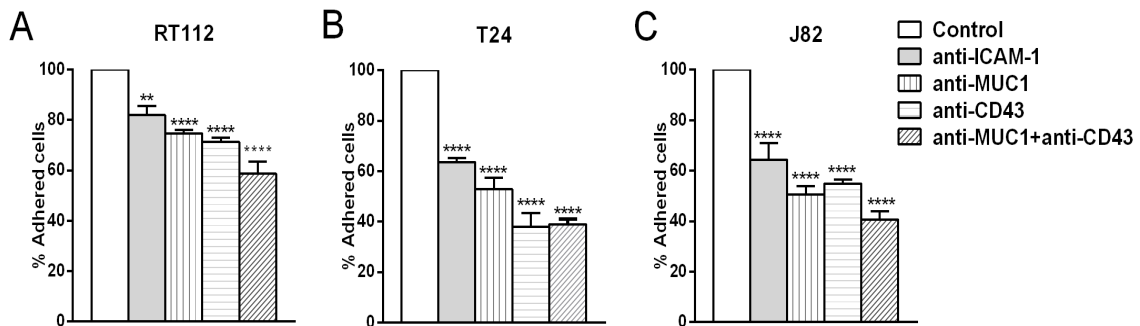 A
RT112
% Adhered cells
100
80
60
40
20
0
**
****
****
****
B
T24
% Adhered cells
100
80
60
40
20
0
****
****
****
****
C
J82
% Adhered cells
100
80
60
40
20
0
****
****
****
****
Control
anti-ICAM-1
anti-MUC1
anti-CD43
anti-MUC1+anti-CD43